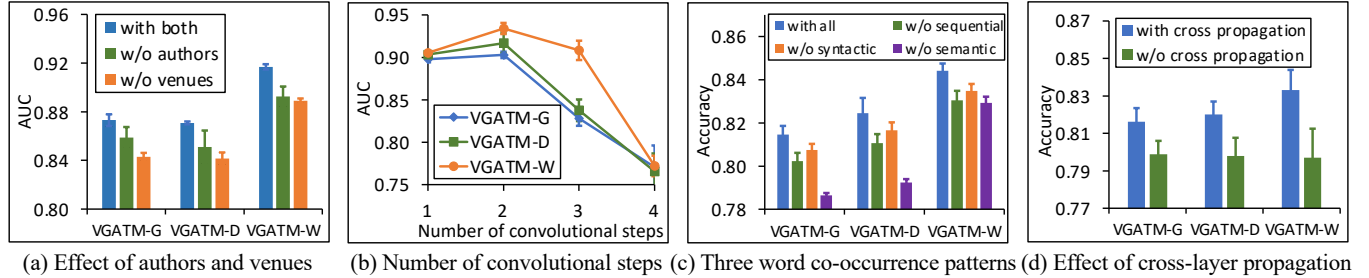 with both
w/o authors
w/o venues
0.96
0.92
0.88
0.84
0.80
AUC
VGATM-G VGATM-D VGATM-W
(a) Effect of authors and venues
0.95
0.90
0.85
0.80
0.75
AUC
VGATM-G
VGATM-D
VGATM-W
1 2 3 4
Number of convolutional steps
(b) Number of convolutional steps
with all w/o sequential
w/o syntactic w/o semantic
0.86
0.84
0.82
0.80
0.78
Accuracy
VGATM-G VGATM-D VGATM-W
(c) Three word co-occurrence patterns
with cross propagation
w/o cross propagation
0.87
0.85
0.83
0.81
0.79
0.77
Accuracy
VGATM-G VGATM-D VGATM-W
(d) Effect of cross-layer propagation